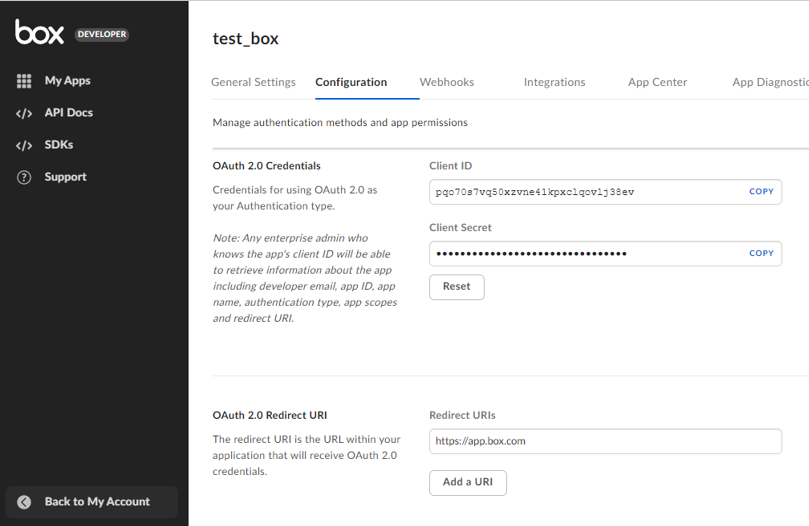 box DEVELOPER
My Apps
</> API Docs
</> SDKs
? Support
Back to My Account
test_box
General Settings Configuration Webhooks Integrations App Center App Diagnostic
Manage authentication methods and app permissions
OAuth 2.0 Credentials
Credentials for using OAuth 2.0 as
your Authentication type.
Note: Any enterprise admin who
knows the app's client ID will be able
to retrieve information about the app
including developer email, app ID, app
name, authentication type, app scopes
and redirect URI.
Client ID
pqo70s7vq50xzvne41kpxclqovlj38ev COPY
Client Secret
•••••••••••••••••••••••••••••••• COPY
Reset
OAuth 2.0 Redirect URI
The redirect URI is the URL within your
application that will receive OAuth 2.0
credentials.
Redirect URIs
https://app.box.com
Add a URI